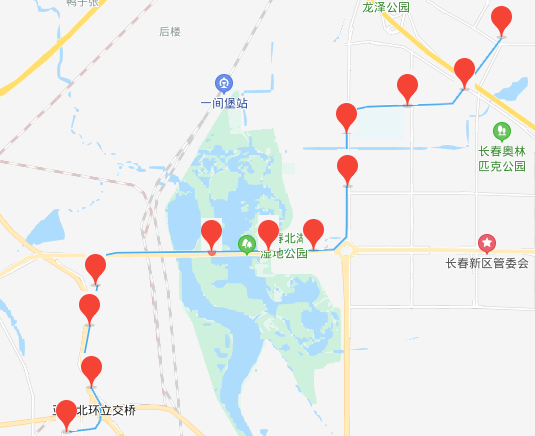 鸭子张
龙泽公园
后楼
一间堡站
长春奥林
匹克公园
春北湖
湿地公园
长春新区管委会
北环立交桥